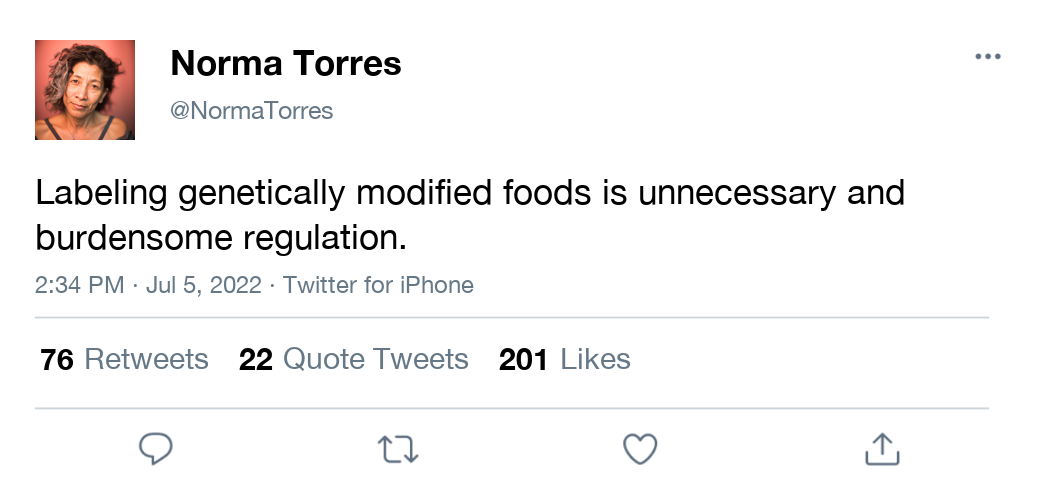 Norma Torres
@NormaTorres
Labeling genetically modified foods is unnecessary and
burdensome regulation.
2:34 PM · Jul 5, 2022 · Twitter for iPhone
76 Retweets 22 Quote Tweets 201 Likes